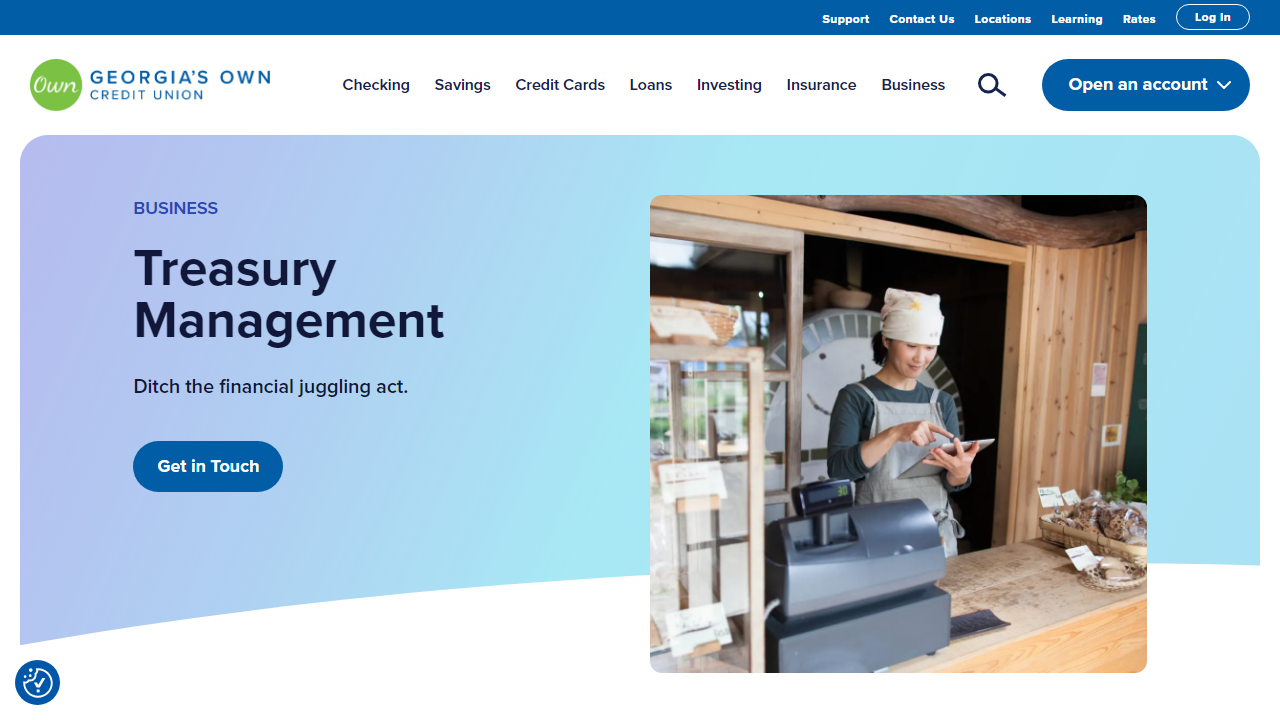 Support Contact Us Locations Learning Rates Log In
Own GEORGIA'S OWN
CREDIT UNION
Checking Savings Credit Cards Loans Investing Insurance Business Open an account
BUSINESS
Treasury
Management
Ditch the financial juggling act.
Get in Touch